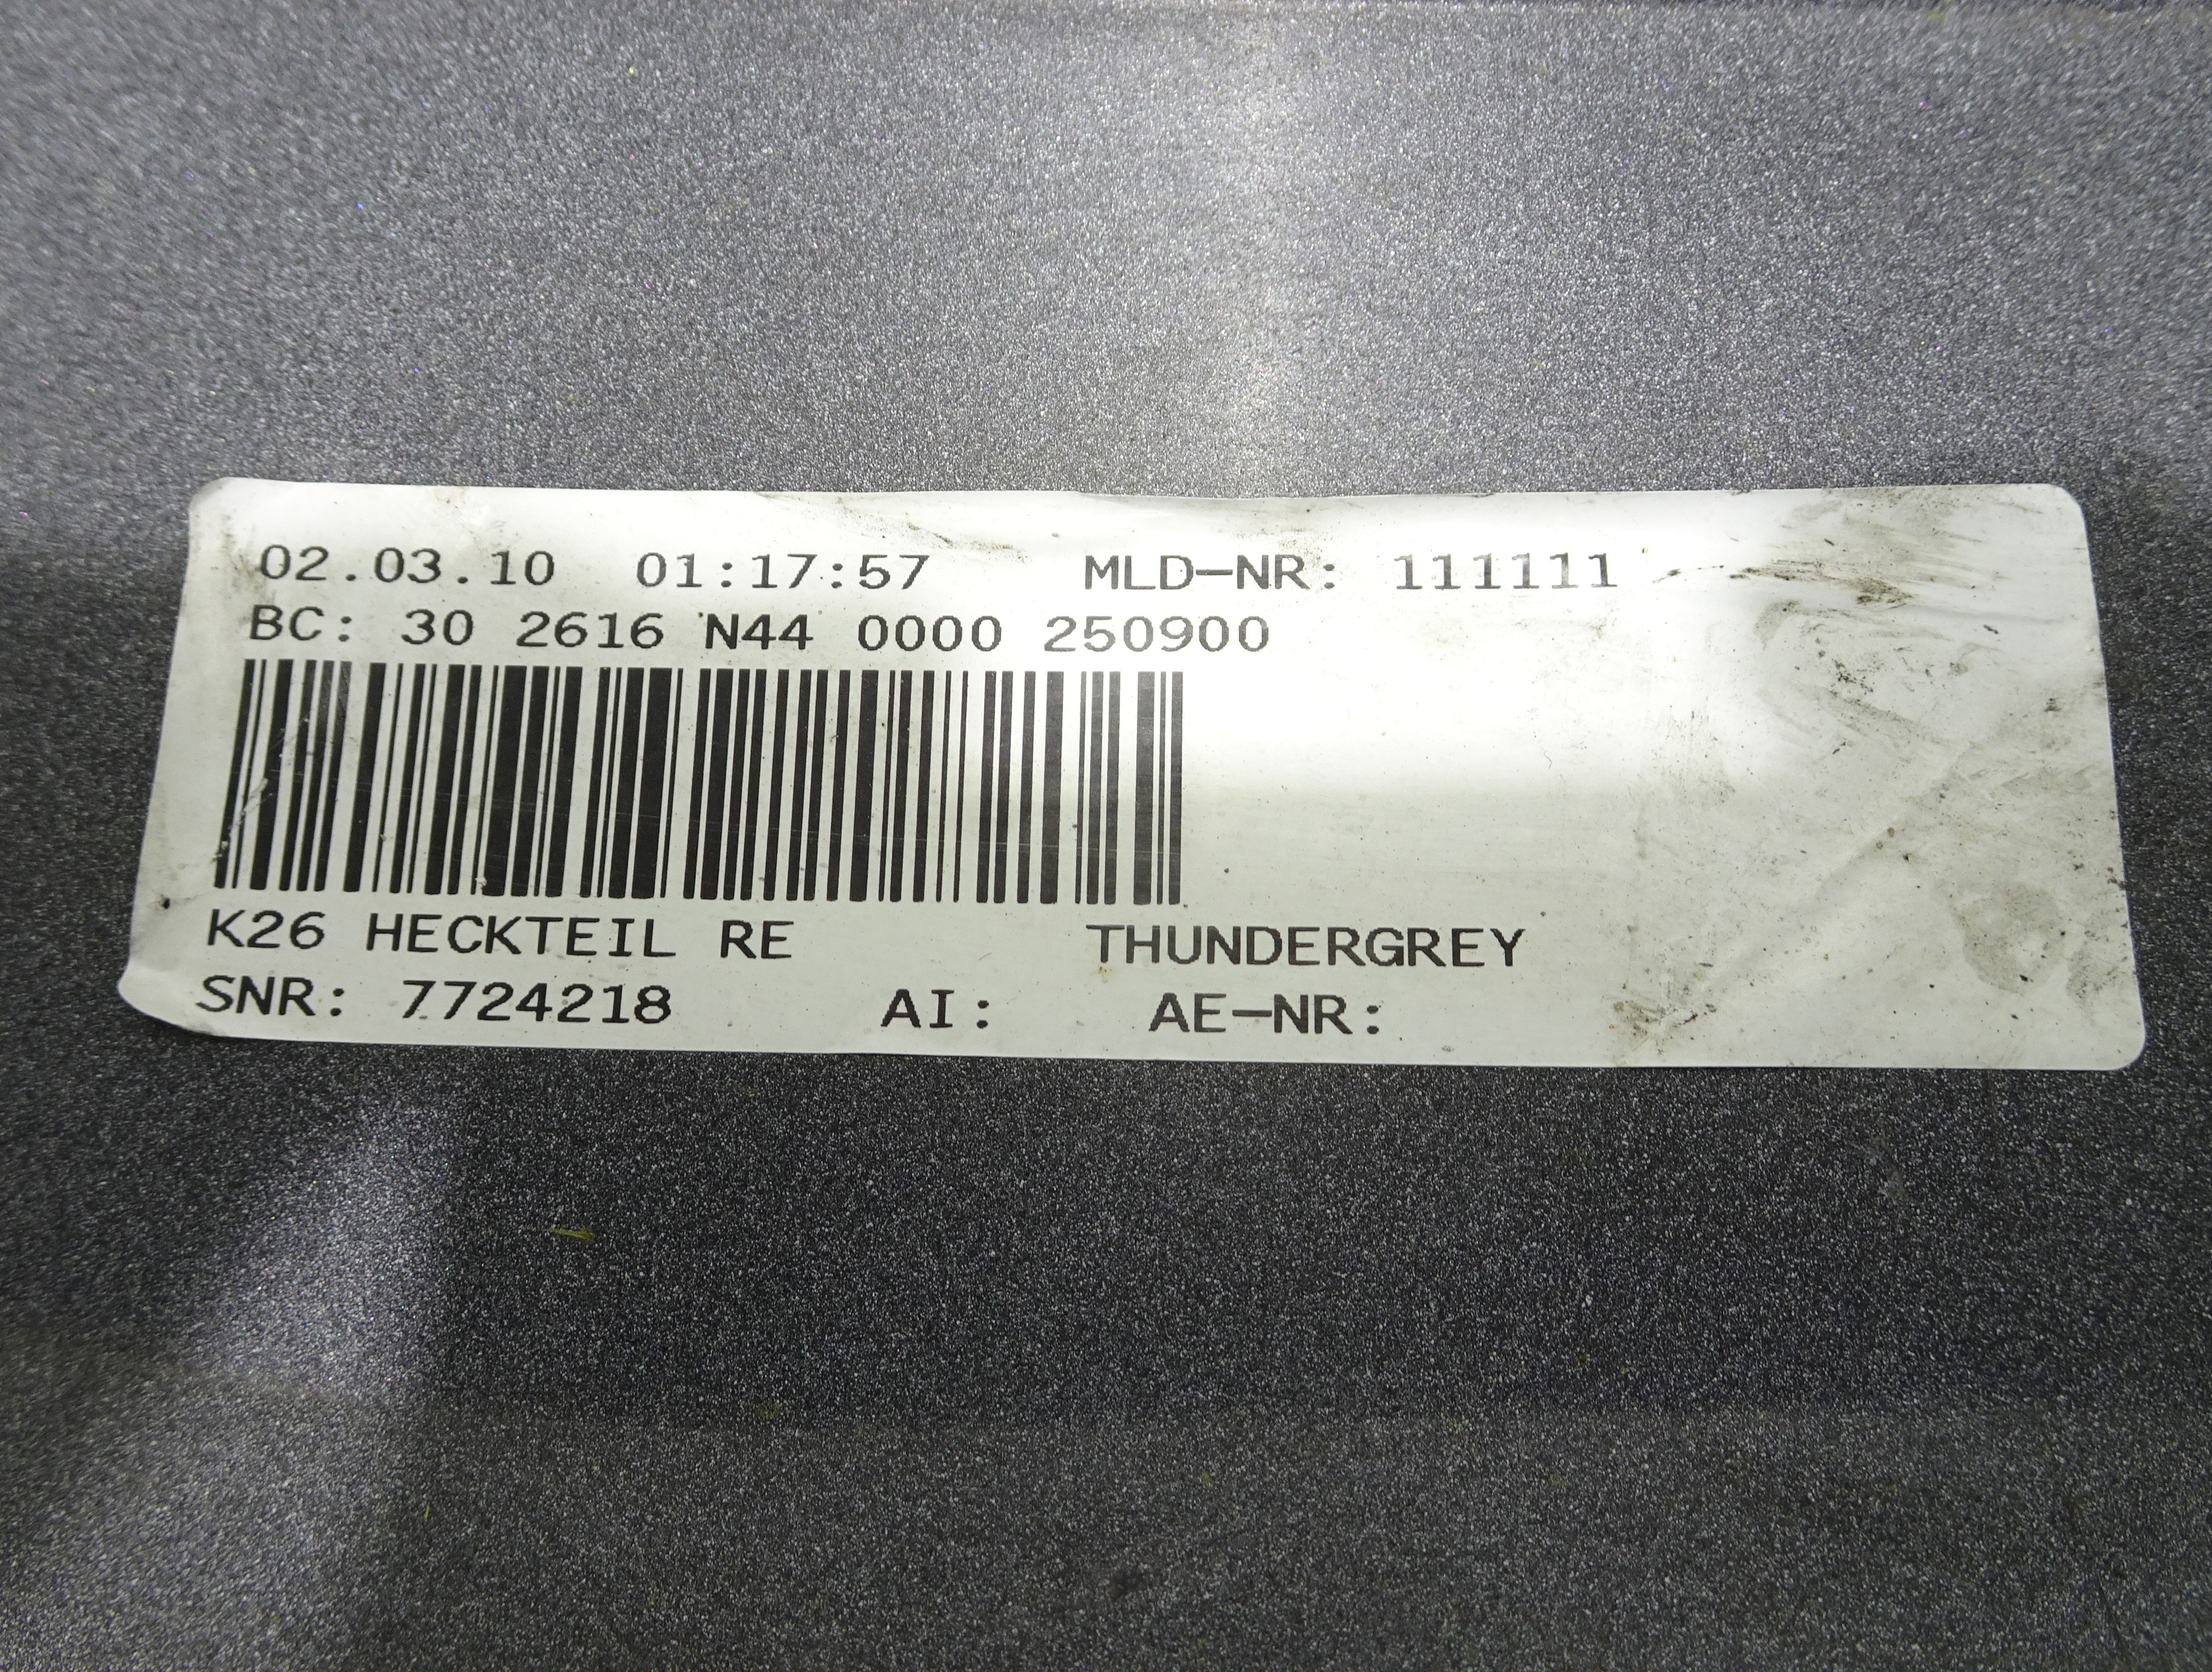 02.03.10 01:17:57 MLD-NR: 111111
BC: 30 2616 N44 0000 250900
K26 HECKTEIL RE THUNDERGREY
SNR: 7724218 AI: AE-NR: